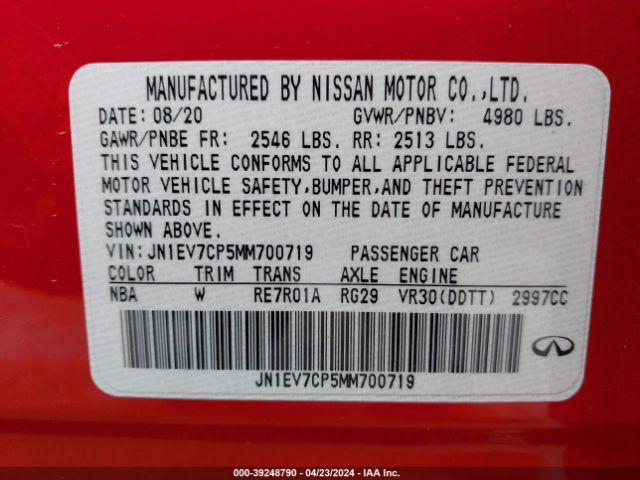 MANUFACTURED BY NISSAN MOTOR CO.,LTD.
DATE: 08/20 GVWR/PNBV: 4980 LBS.
GAWR/PNBE FR: 2546 LBS. RR: 2513 LBS.
THIS VEHICLE CONFORMS TO ALL APPLICABLE FEDERAL
MOTOR VEHICLE SAFETY,BUMPER,AND THEFT PREVENTION
STANDARDS IN EFFECT ON THE DATE OF MANUFACTURE
SHOWN ABOVE.
VIN:JN1EV7CP5MM700719 PASSENGER CAR
COLOR TRIM TRANS AXLE ENGINE
NBA W RE7R01A RG29 VR30(DDTT) 2997CC
JN1EV7CP5MM700719
000-39248790 - 04/23/2024 - IAA Inc.